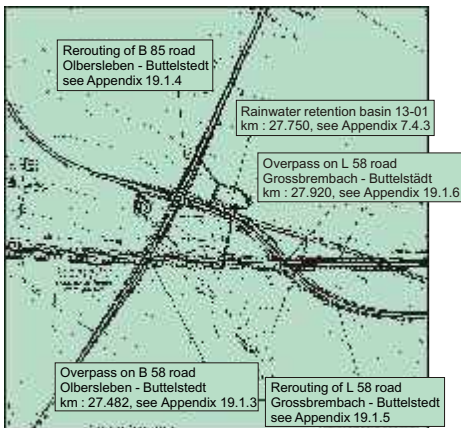 Rerouting of B 85 road
Olbersleben - Buttelstedt
see Appendix 19.1.4
Rainwater retention basin 13-01
km : 27.750, see Appendix 7.4.3
Overpass on L 58 road
Grossbrembach - Buttelstädt
km : 27.920, see Appendix 19.1.6
Overpass on B 58 road
Olbersleben - Buttelstedt
km : 27.482, see Appendix 19.1.3
Rerouting of L 58 road
Grossbrembach - Buttelstedt
see Appendix 19.1.5